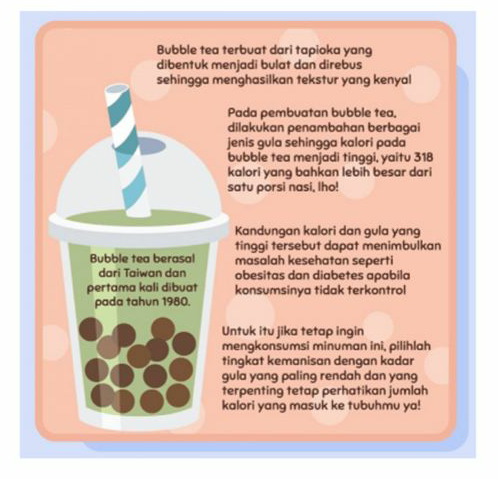 Bubble tea terbuat dari tapioka yang
dibentuk menjadi bulat dan direbus
sehingga menghasilkan tekstur yang kenyal
Pada pembuatan bubble tea,
dilakukan penambahan berbagai
jenis gula sehingga kalori pada
bubble tea menjadi tinggi, yaitu 318
kalori yang bahkan lebih besar dari
satu porsi nasi, lho!
Kandungan kalori dan gula yang
tinggi tersebut dapat menimbulkan
masalah kesehatan seperti
obesitas dan diabetes apabila
konsumsinya tidak terkontrol
Bubble tea berasal
dari Taiwan dan
pertama kali dibuat
pada tahun 1980.
Untuk itu jika tetap ingin
mengkonsumsi minuman ini, pilihlah
tingkat kemanisan dengan kadar
gula yang paling rendah dan yang
terpenting tetap perhatikan jumlah
kalori yang masuk ke tubuhmu ya!